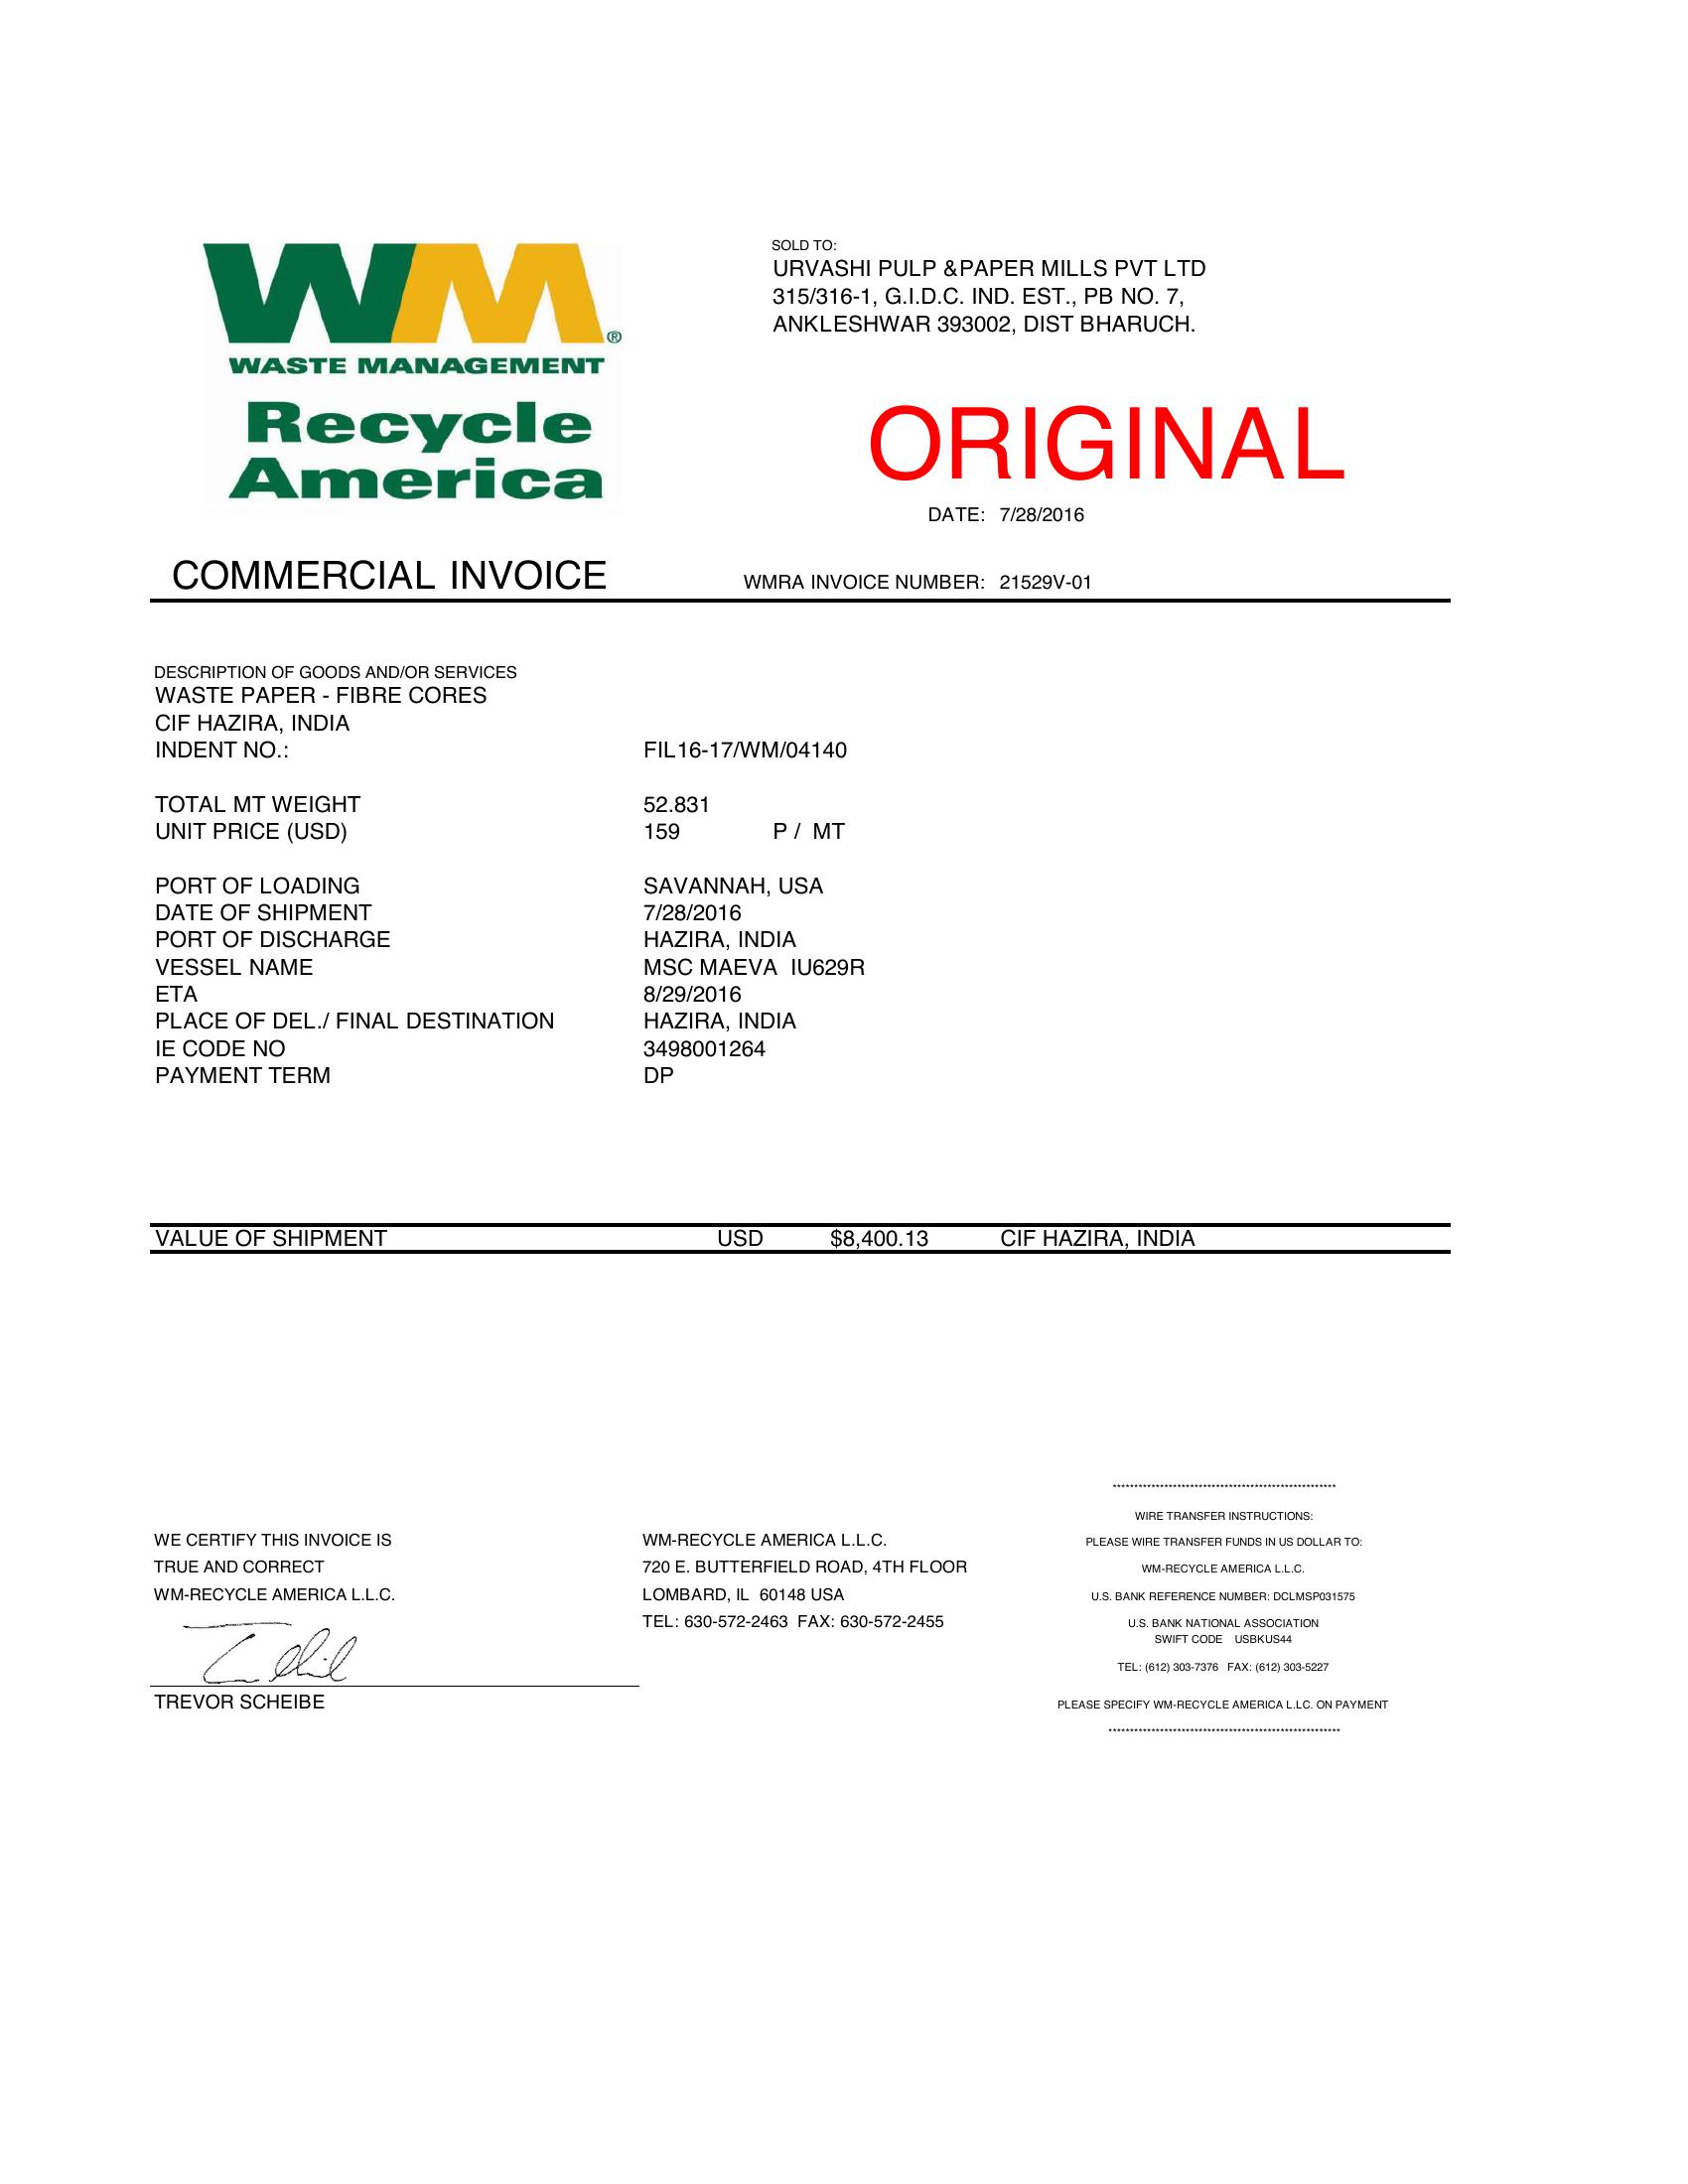 WM®
WASTE MANAGEMENT
Recycle
America
SOLD TO:
URVASHI PULP &PAPER MILLS PVT LTD
315/316-1, G.I.D.C. IND. EST., PB NO. 7,
ANKLESHWAR 393002, DIST BHARUCH.
ORIGINAL
DATE: 7/28/2016
COMMERCIAL INVOICE
WMRA INVOICE NUMBER: 21529V-01
DESCRIPTION OF GOODS AND/OR SERVICES
WASTE PAPER - FIBRE CORES
CIF HAZIRA, INDIA
INDENT NO.: FIL16-17/WM/04140
TOTAL MT WEIGHT 52.831
UNIT PRICE (USD) 159 P / MT
PORT OF LOADING SAVANNAH, USA
DATE OF SHIPMENT 7/28/2016
PORT OF DISCHARGE HAZIRA, INDIA
VESSEL NAME MSC MAEVA IU629R
ETA 8/29/2016
PLACE OF DEL./ FINAL DESTINATION HAZIRA, INDIA
IE CODE NO 3498001264
PAYMENT TERM DP
VALUE OF SHIPMENT USD $8,400.13 CIF HAZIRA, INDIA
WE CERTIFY THIS INVOICE IS
TRUE AND CORRECT
WM-RECYCLE AMERICA L.L.C.
TREVOR SCHEIBE
WM-RECYCLE AMERICA L.L.C.
720 E. BUTTERFIELD ROAD, 4TH FLOOR
LOMBARD, IL 60148 USA
TEL: 630-572-2463 FAX: 630-572-2455
WIRE TRANSFER INSTRUCTIONS:
PLEASE WIRE TRANSFER FUNDS IN US DOLLAR TO:
WM-RECYCLE AMERICA L.L.C.
U.S. BANK REFERENCE NUMBER: DCLMSP031575
U.S. BANK NATIONAL ASSOCIATION
SWIFT CODE USBKUS44
TEL: (612) 303-7376 FAX: (612) 303-5227
PLEASE SPECIFY WM-RECYCLE AMERICA L.LC. ON PAYMENT